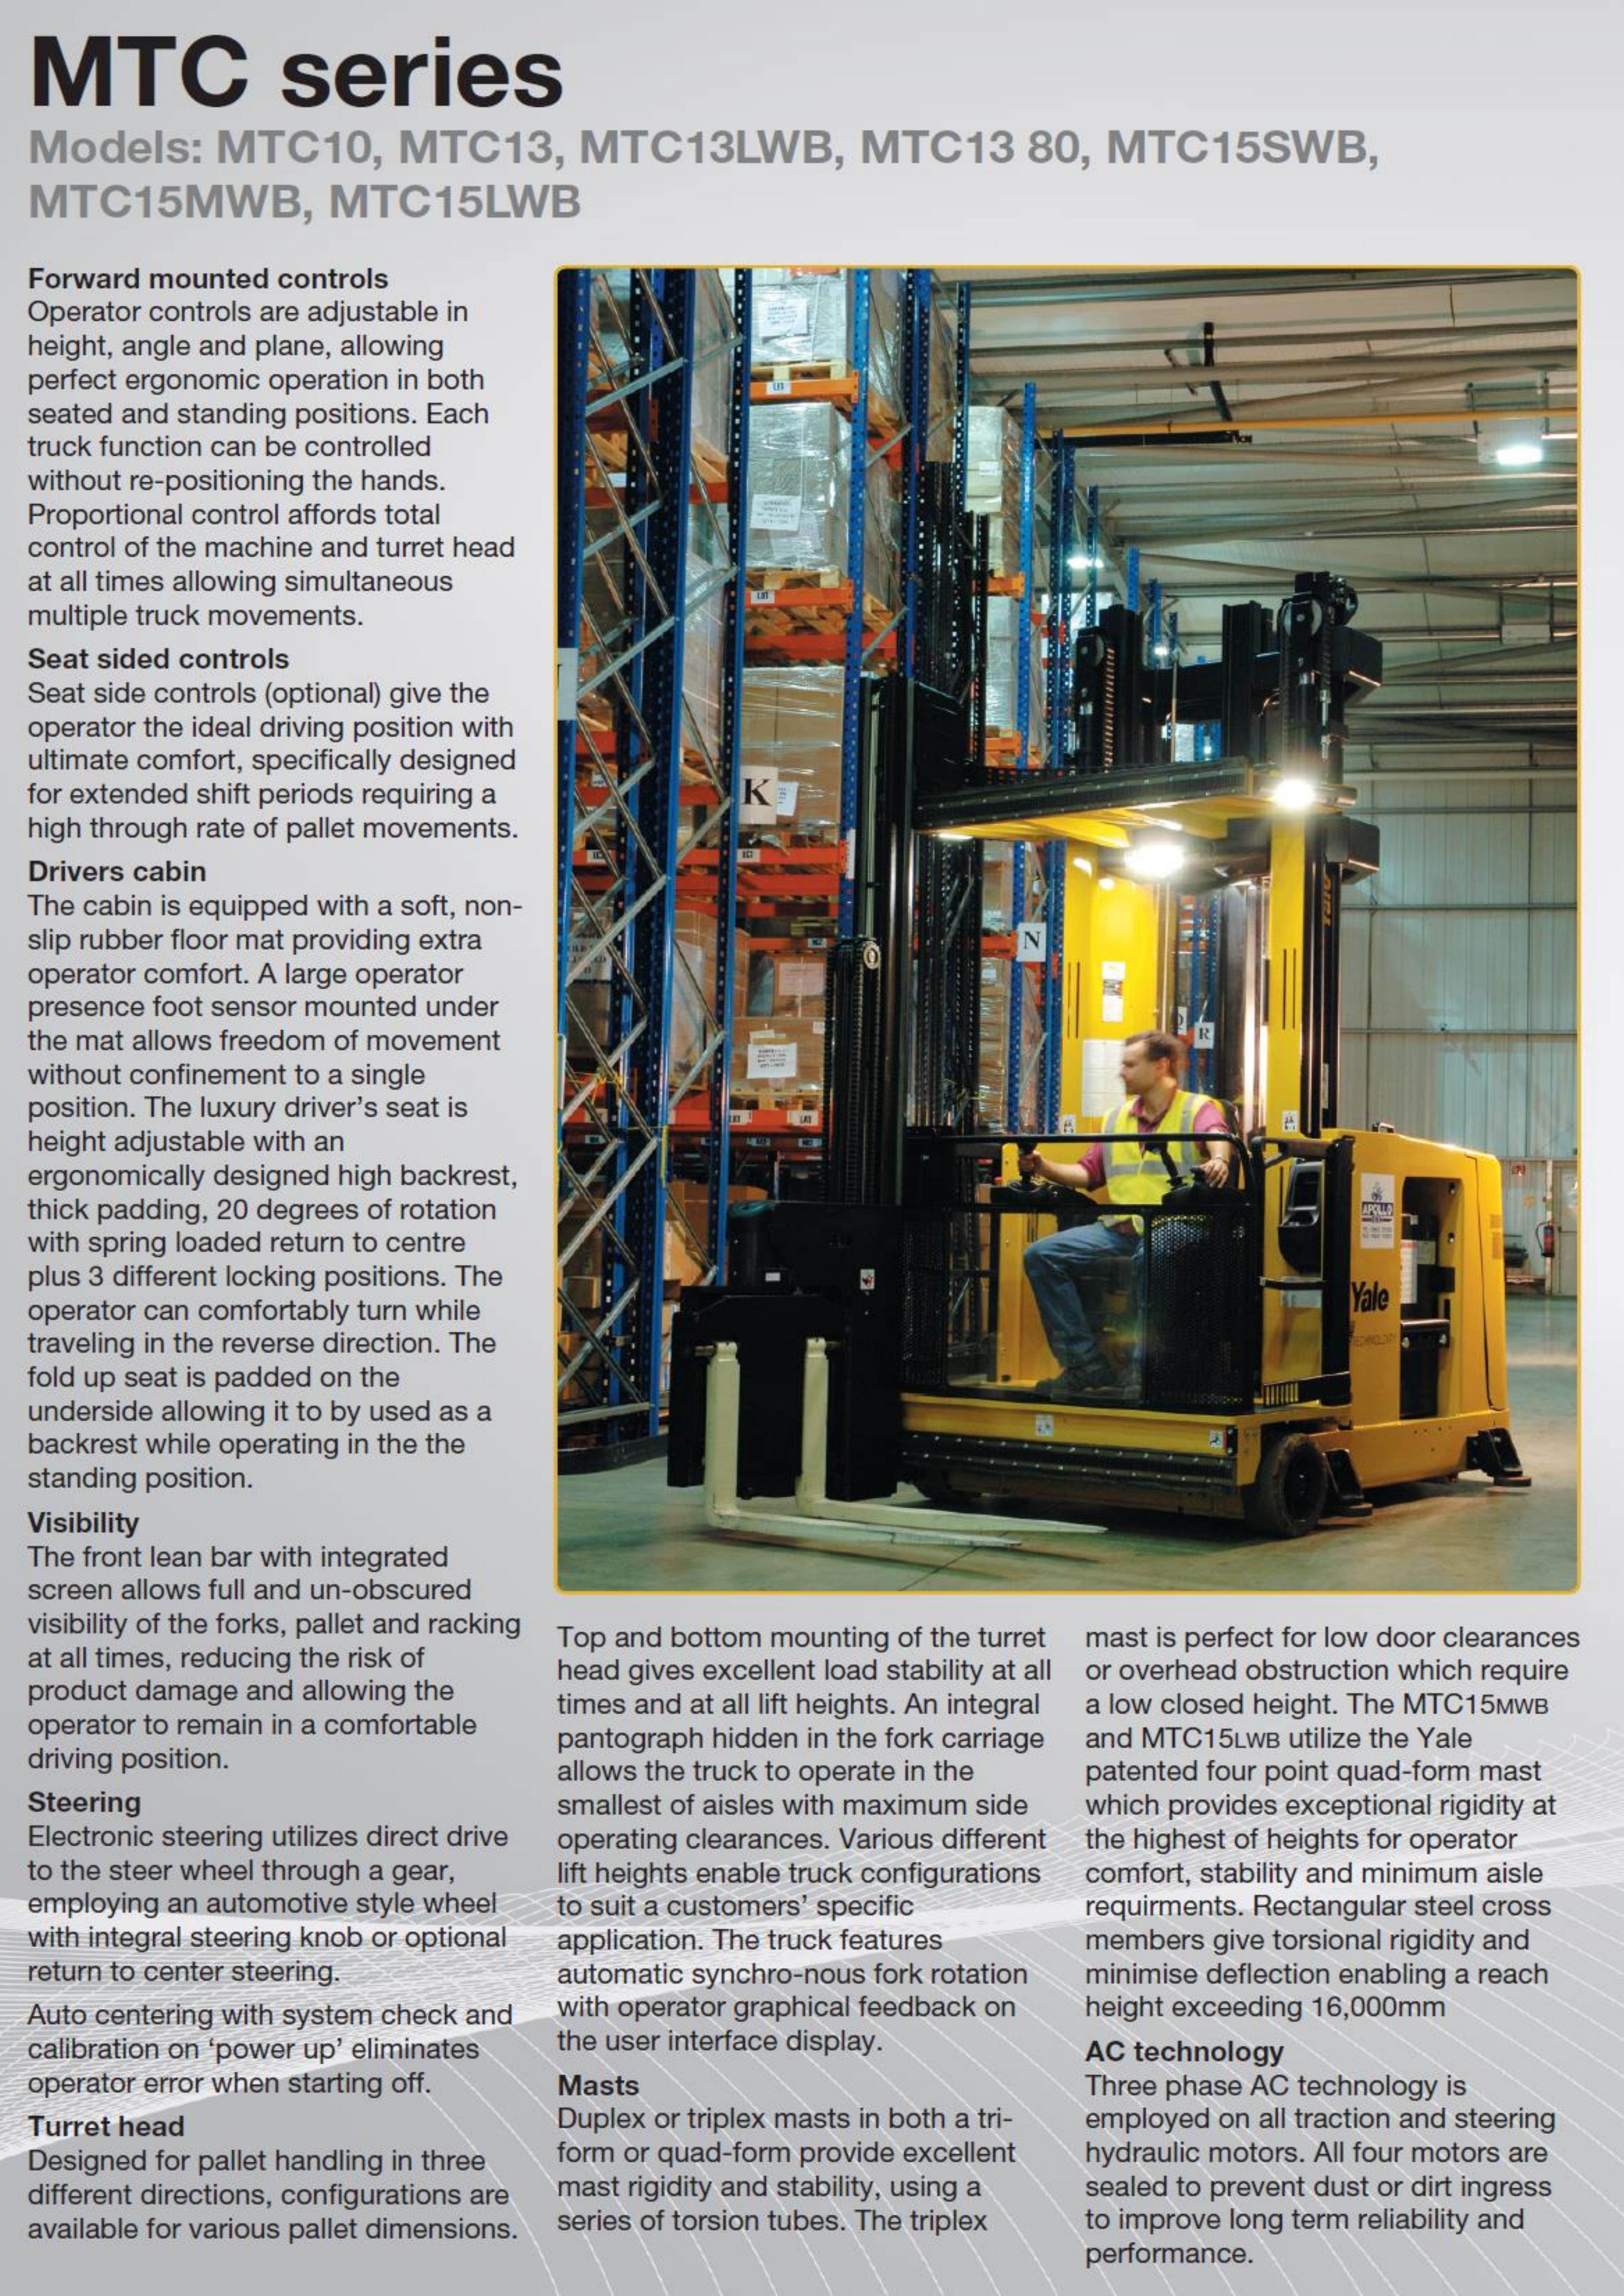 MTC series
Models: MTC10, MTC13, MTC13LWB, MTC13 80, MTC15SWB,
MTC15MWB, MTC15LWB
Forward mounted controls
Operator controls are adjustable in
height, angle and plane, allowing
perfect ergonomic operation in both
seated and standing positions. Each
truck function can be controlled
without re-positioning the hands.
Proportional control affords total
control of the machine and turret head
at all times allowing simultaneous
multiple truck movements.
Seat sided controls
Seat side controls (optional) give the
operator the ideal driving position with
ultimate comfort, specifically designed
for extended shift periods requiring a
high through rate of pallet movements.
Drivers cabin
The cabin is equipped with a soft, non-
slip rubber floor mat providing extra
operator comfort. A large operator
presence foot sensor mounted under
the mat allows freedom of movement
without confinement to a single
position. The luxury driver's seat is
height adjustable with an
ergonomically designed high backrest,
thick padding, 20 degrees of rotation
with spring loaded return to centre
plus 3 different locking positions. The
operator can comfortably turn while
traveling in the reverse direction. The
fold up seat is padded on the
underside allowing it to by used as a
backrest while operating in the the
standing position.
Visibility
The front lean bar with integrated
screen allows full and un-obscured
visibility of the forks, pallet and racking
at all times, reducing the risk of
product damage and allowing the
operator to remain in a comfortable
driving position.
Steering
Electronic steering utilizes direct drive
to the steer wheel through a gear,
employing an automotive style wheel
with integral steering knob or optional
return to center steering.
Auto centering with system check and
calibration on 'power up' eliminates
operator error when starting off.
Turret head
Designed for pallet handling in three
different directions, configurations are
available for various pallet dimensions.
K
N
R
APOLLO
Yale
Top and bottom mounting of the turret
head gives excellent load stability at all
times and at all lift heights. An integral
pantograph hidden in the fork carriage
allows the truck to operate in the
smallest of aisles with maximum side
operating clearances. Various different
lift heights enable truck configurations
to suit a customers' specific
application. The truck features
automatic synchro-nous fork rotation
with operator graphical feedback on
the user interface display.
Masts
Duplex or triplex masts in both a tri-
form or quad-form provide excellent
mast rigidity and stability, using a
series of torsion tubes. The triplex
mast is perfect for low door clearances
or overhead obstruction which require
a low closed height. The MTC15MWB
and MTC15LWB utilize the Yale
patented four point quad-form mast
which provides exceptional rigidity at
the highest of heights for operator
comfort, stability and minimum aisle
requirments. Rectangular steel cross
members give torsional rigidity and
minimise deflection enabling a reach
height exceeding 16,000mm
AC technology
Three phase AC technology is
employed on all traction and steering
hydraulic motors. All four motors are
sealed to prevent dust or dirt ingress
to improve long term reliability and
performance.